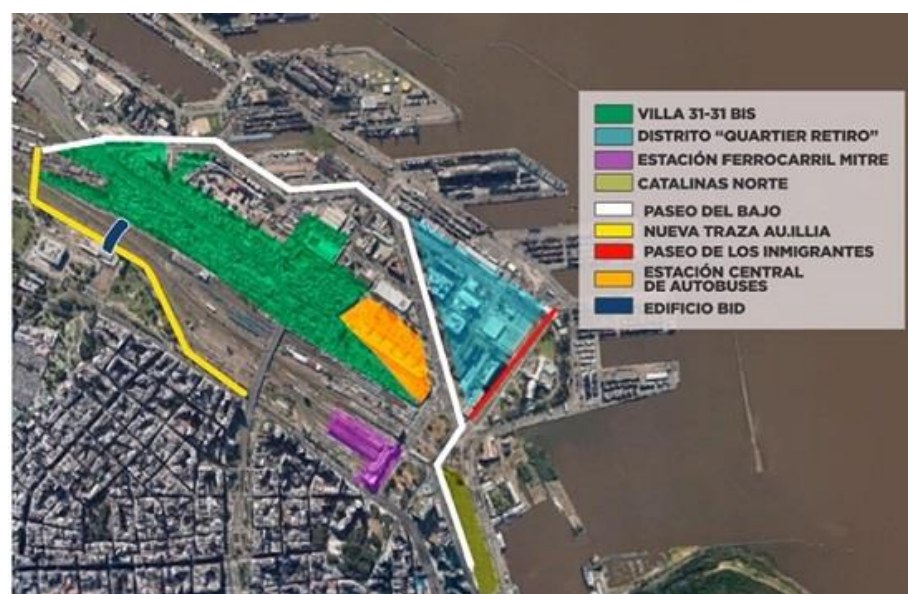 VILLA 31-31 BIS
DISTRITO “QUARTIER RETIRO”
ESTACIÓN FERROCARRIL MITRE
CATALINAS NORTE
PASEO DEL BAJO
NUEVA TRAZA AU.ILLIA
PASEO DE LOS INMIGRANTES
ESTACIÓN CENTRAL
DE AUTOBUSES
EDIFICIO BID